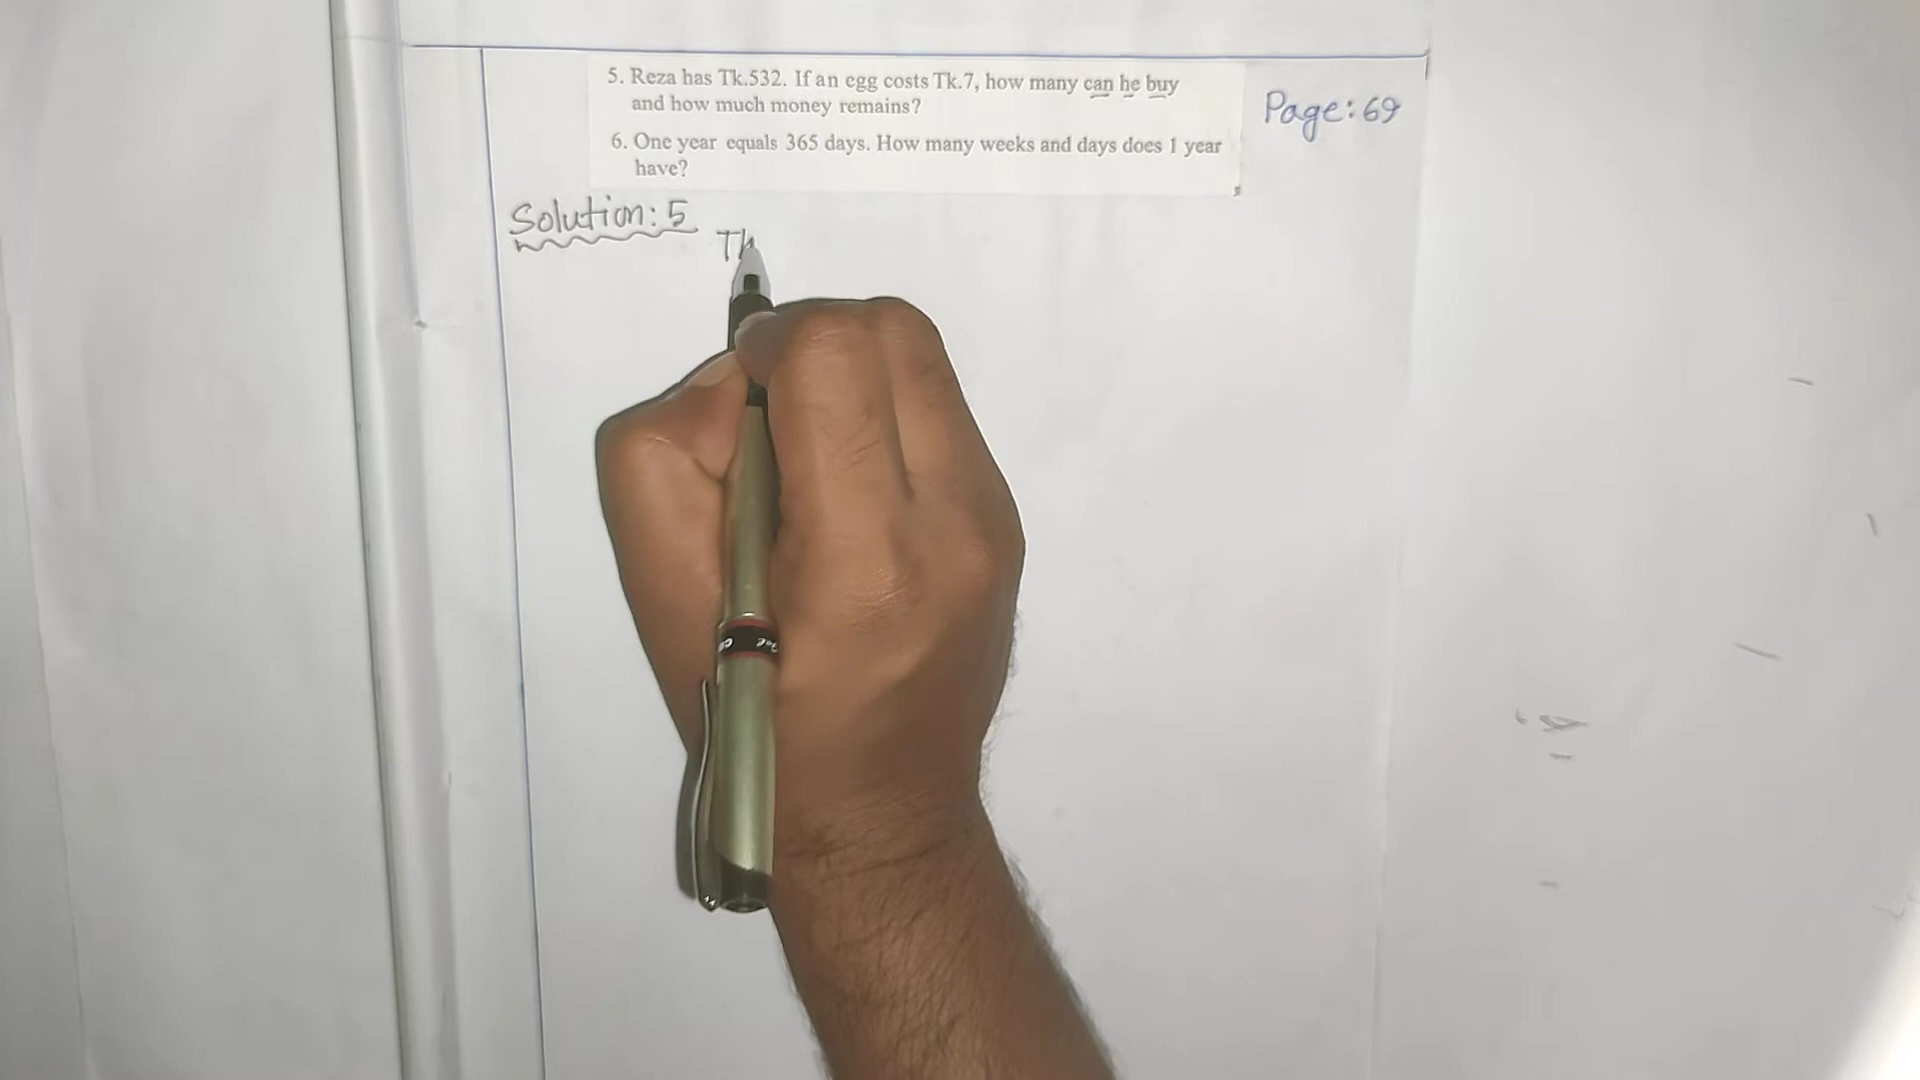 5. Reza has Tk.532. If an egg costs Tk.7, how many can he buy
and how much money remains?
Page: 69
6. One year equals 365 days. How many weeks and days does 1 year
have?
Solution: 5
Th